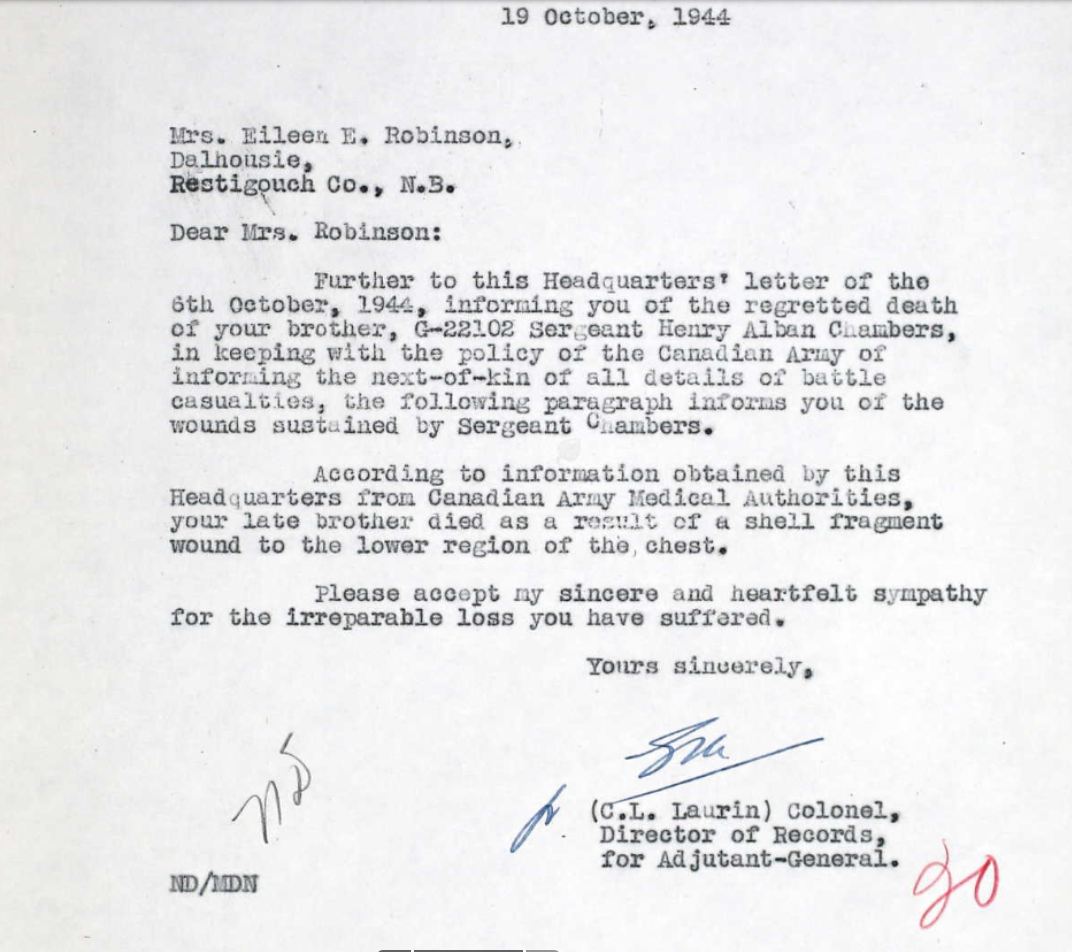 19 October, 1944
Mrs. Eileen E. Robinson,
Dalhousie,
Restigouch Co., N.B.
Dear Mrs. Robinson:
Further to this Headquarters' letter of the
6th October, 1944, informing you of the regretted death
of your brother, G-22102 Sergeant Henry Alban Chambers,
in keeping with the policy of the Canadian Army of
informing the next-of-kin of all details of battle
casualties, the following paragraph informs you of the
wounds sustained by Sergeant Chambers.
According to information obtained by this
Headquarters from Canadian Army Medical Authorities,
your late brother died as a result of a shell fragment
wound to the lower region of the chest.
Please accept my sincere and heartfelt sympathy
for the irreparable loss you have suffered.
Yours sincerely,
(C.L. Laurin) Colonel,
Director of Records,
for Adjutant-General.
ND/MDN
20